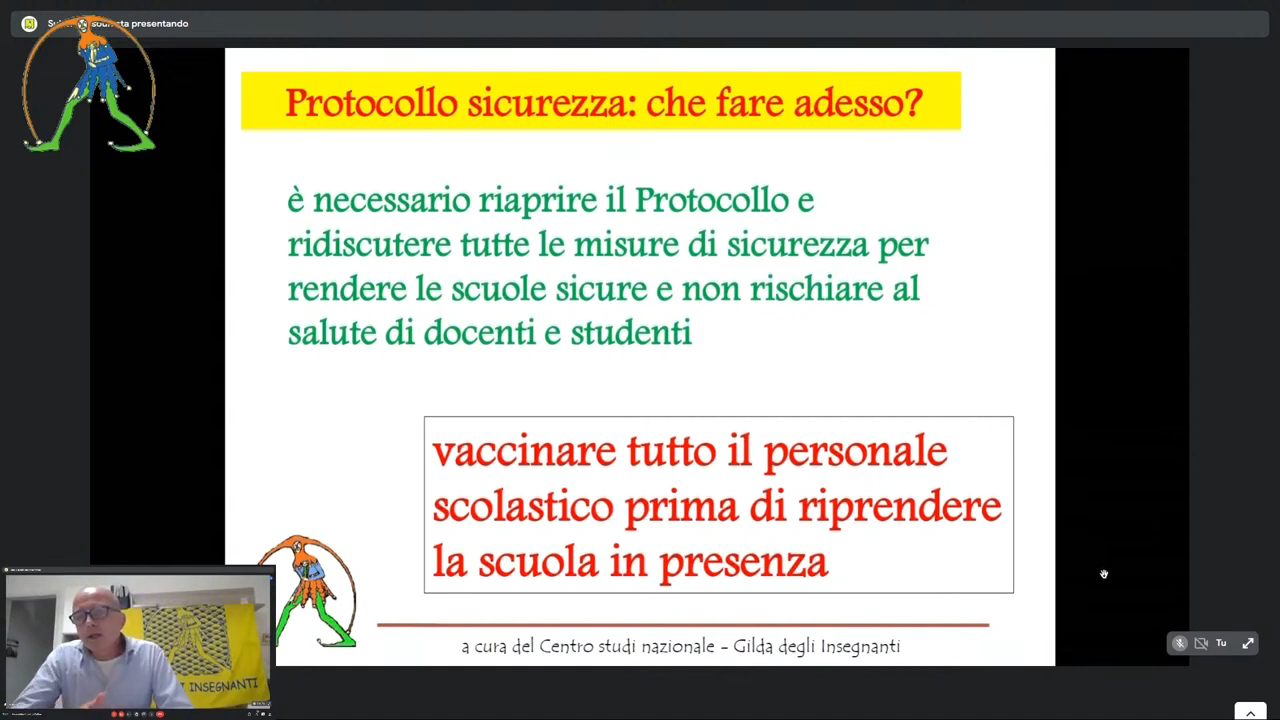 sta presentando
Protocollo sicurezza: che fare adesso?
è necessario riaprire il Protocollo e
ridiscutere tutte le misure di sicurezza per
rendere le scuole sicure e non rischiare al
salute di docenti e studenti
vaccinare tutto il personale
scolastico prima di riprendere
la scuola in presenza
a cura del Centro studi nazionale - Gilda degli Insegnanti
Tu
INSEGNANTI